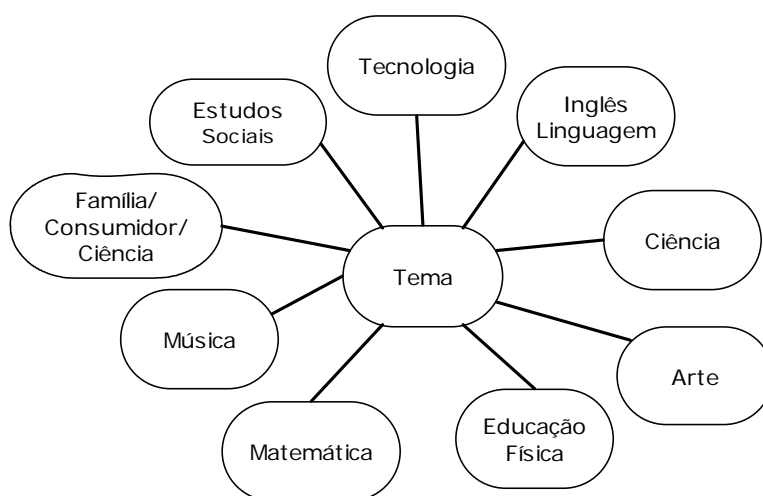 Tecnologia
Estudos
Sociais
Inglês
Linguagem
Família/
Consumidor/
Ciência
Ciência
Tema
Música
Arte
Matemática
Educação
Física